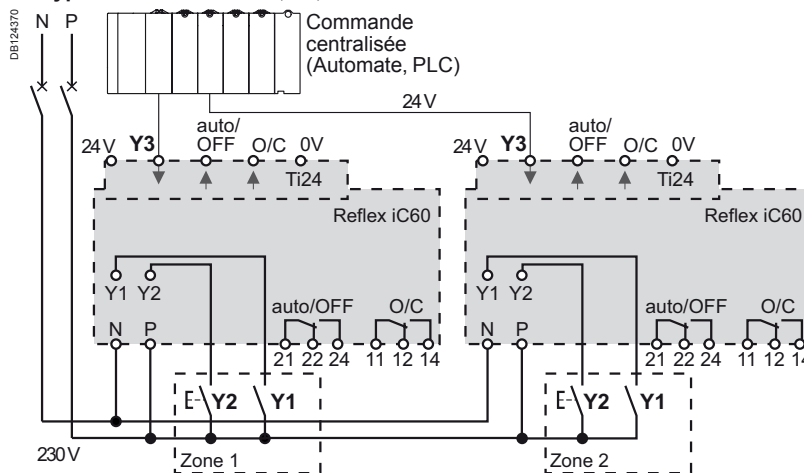 DB124370
N P
Commande
centralisée
(Automate, PLC)
24 V
24 V Y3 auto/OFF O/C 0V
Ti24
Reflex iC60
Y1 Y2
auto/OFF O/C
N P
21 22 24 11 12 14
E Y2 Y1
Zone 1
24 V Y3 auto/OFF O/C 0V
Ti24
Reflex iC60
Y1 Y2
auto/OFF O/C
N P
21 22 24 11 12 14
E Y2 Y1
Zone 2
230 V